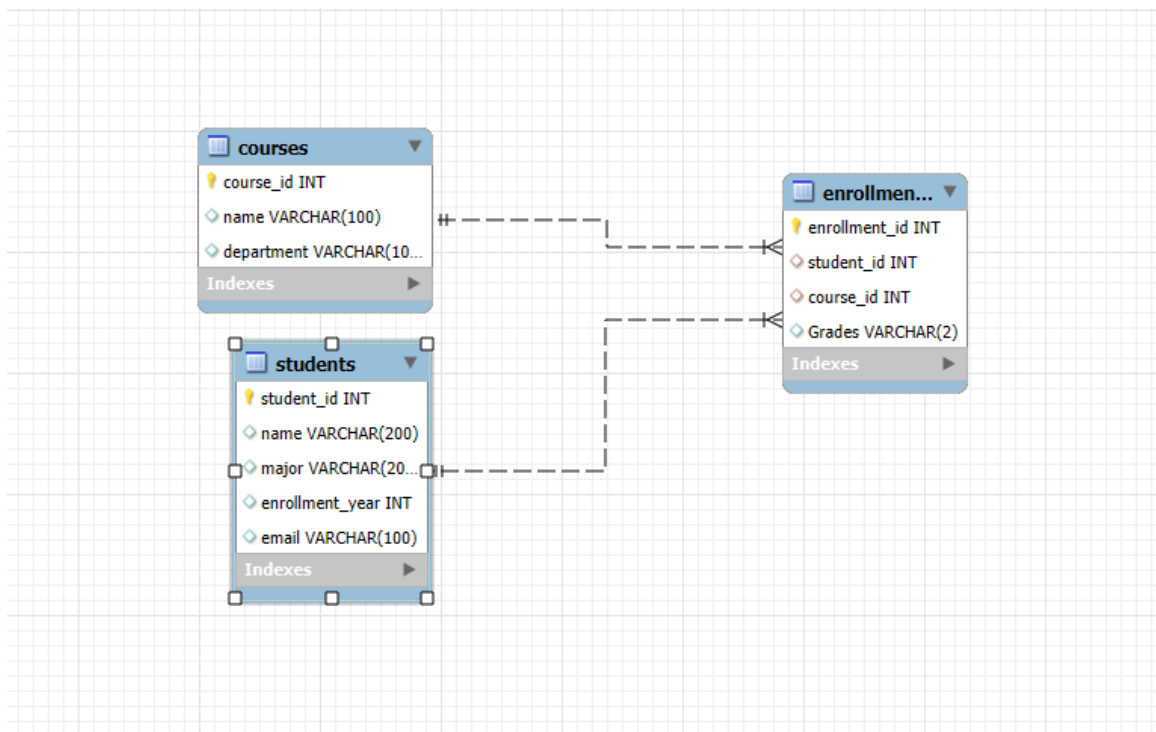 courses
course_id INT
name VARCHAR(100)
department VARCHAR(10...
Indexes
students
student_id INT
name VARCHAR(200)
major VARCHAR(20...
enrollment_year INT
email VARCHAR(100)
Indexes
enrollmen...
enrollment_id INT
student_id INT
course_id INT
Grades VARCHAR(2)
Indexes